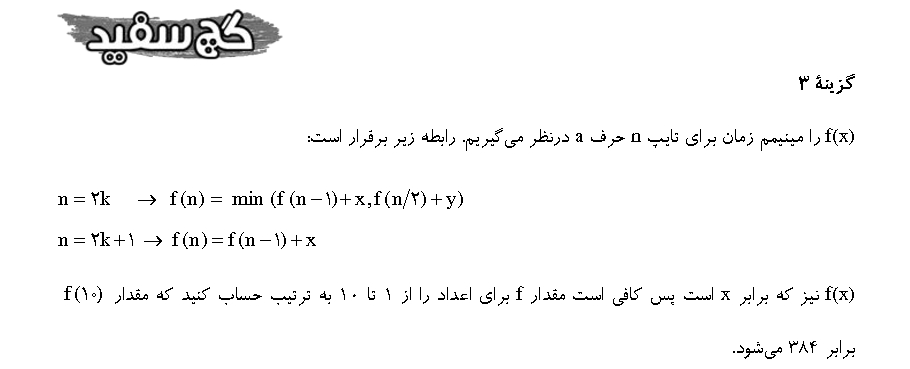 گچ سفید
گزینهٔ ۳
f(x) را مینیمم زمان برای تایپ n حرف a درنظر می‌گیریم. رابطه زیر برقرار است:
n = ۲k → f (n) = min (f (n − ۱) + x, f (n/۲) + y)
n = ۲k + ۱ → f (n) = f (n − ۱) + x
f(x) نیز که برابر x است پس کافی است مقدار f برای اعداد را از ۱ تا ۱۰ به ترتیب حساب کنید که مقدار f (۱۰)
برابر ۳۸۴ می‌شود.